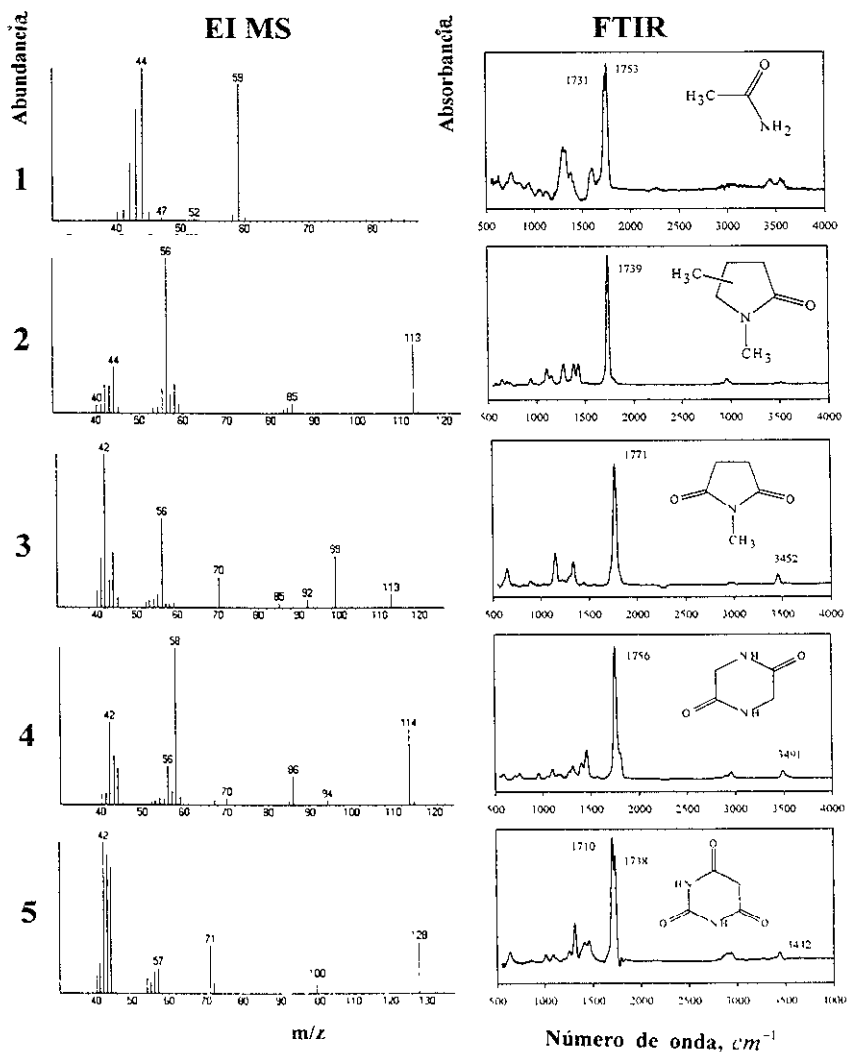 EI MS
FTIR
Abundancia
Absorbancia
1
44
59
47
52
40 50 60 70 80
1731
1753
H₃C
O
NH₂
500 1000 1500 2000 2500 3000 3500 4000
2
56
113
44
40
85
40 50 60 70 80 90 100 110 120
1739
H₃C
N
O
CH₃
500 1000 1500 2000 2500 3000 3500 4000
3
42
56
99
70
85
92
113
40 50 60 70 80 90 100 110 120
1771
O
N
O
CH₃
3452
500 1000 1500 2000 2500 3000 3500 4000
4
58
42
114
56
86
70
94
40 50 60 70 80 90 100 110 120
1756
NH
O
O
NH
3491
500 1000 1500 2000 2500 3000 3500 4000
5
42
71
128
57
100
40 50 60 70 80 90 100 110 120 130
1710
1738
O
HN
O
NH
O
3442
500 1000 1500 2000 2500 3000 3500 4000
m/z
Número de onda, cm⁻¹